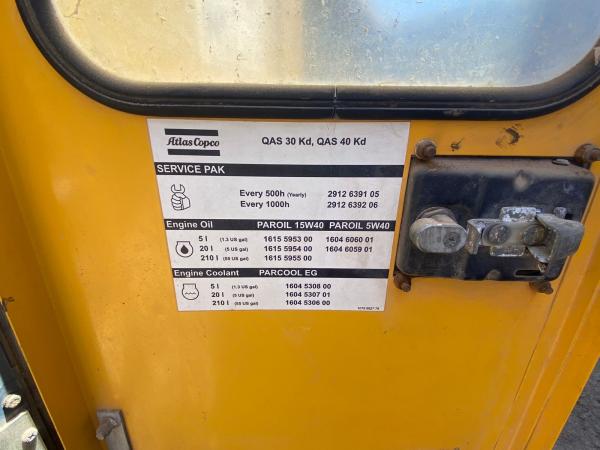 Atlas Copco
QAS 30 Kd, QAS 40 Kd
SERVICE PAK
Every 500h (Yearly) 2912 6391 05
Every 1000h 2912 6392 06
Engine Oil PAROIL 15W40 PAROIL 5W40
5 l (1.3 US gal) 1615 5953 00 1604 6060 01
20 l (5 US gal) 1615 5954 00 1604 6059 01
210 l (55 US gal) 1615 5955 00
Engine Coolant PARCOOL EG
5 l (1.3 US gal) 1604 5308 00
20 l (5 US gal) 1604 5307 01
210 l (55 US gal) 1604 5306 00